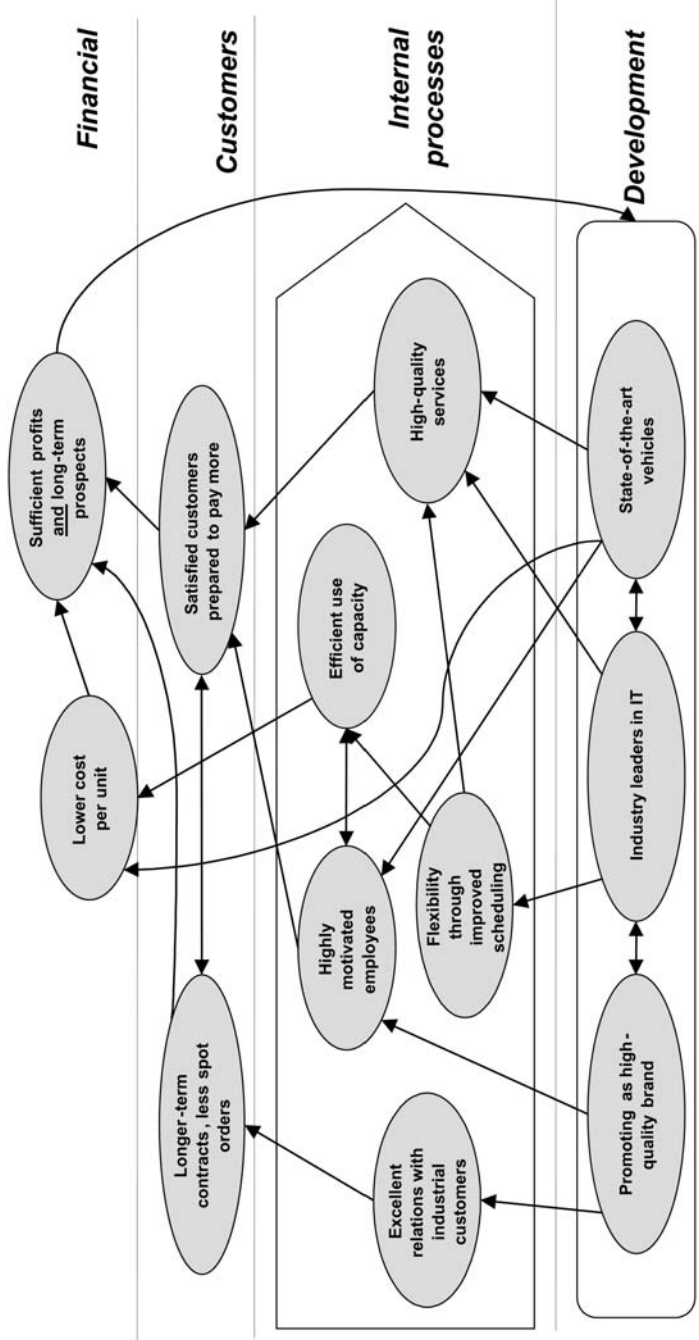 Financial
Sufficient profits
and long-term
prospects
Lower cost
per unit
Customers
Satisfied customers
prepared to pay more
Longer-term
contracts, less spot
orders
Internal
processes
High-quality
services
Efficient use
of capacity
Highly
motivated
employees
Flexibility
through
improved
scheduling
Excellent
relations with
industrial
customers
Development
State-of-the-art
vehicles
Industry leaders in IT
Promoting as high-
quality brand